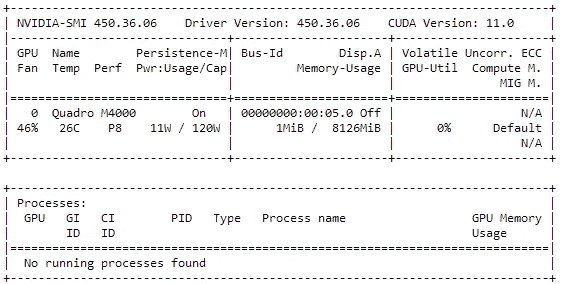 NVIDIA-SMI 450.36.06 Driver Version: 450.36.06 CUDA Version: 11.0
GPU Name Persistence-M| Bus-Id Disp.A | Volatile Uncorr. ECC
Fan Temp Perf Pwr:Usage/Cap| Memory-Usage | GPU-Util Compute M.
MIG M.
0 Quadro M4000 On | 00000000:00:05.0 Off | N/A
46% 26C P8 11W / 120W | 1MiB / 8126MiB | 0% Default
N/A
Processes:
GPU GI CI PID Type Process name GPU Memory
ID ID Usage
No running processes found